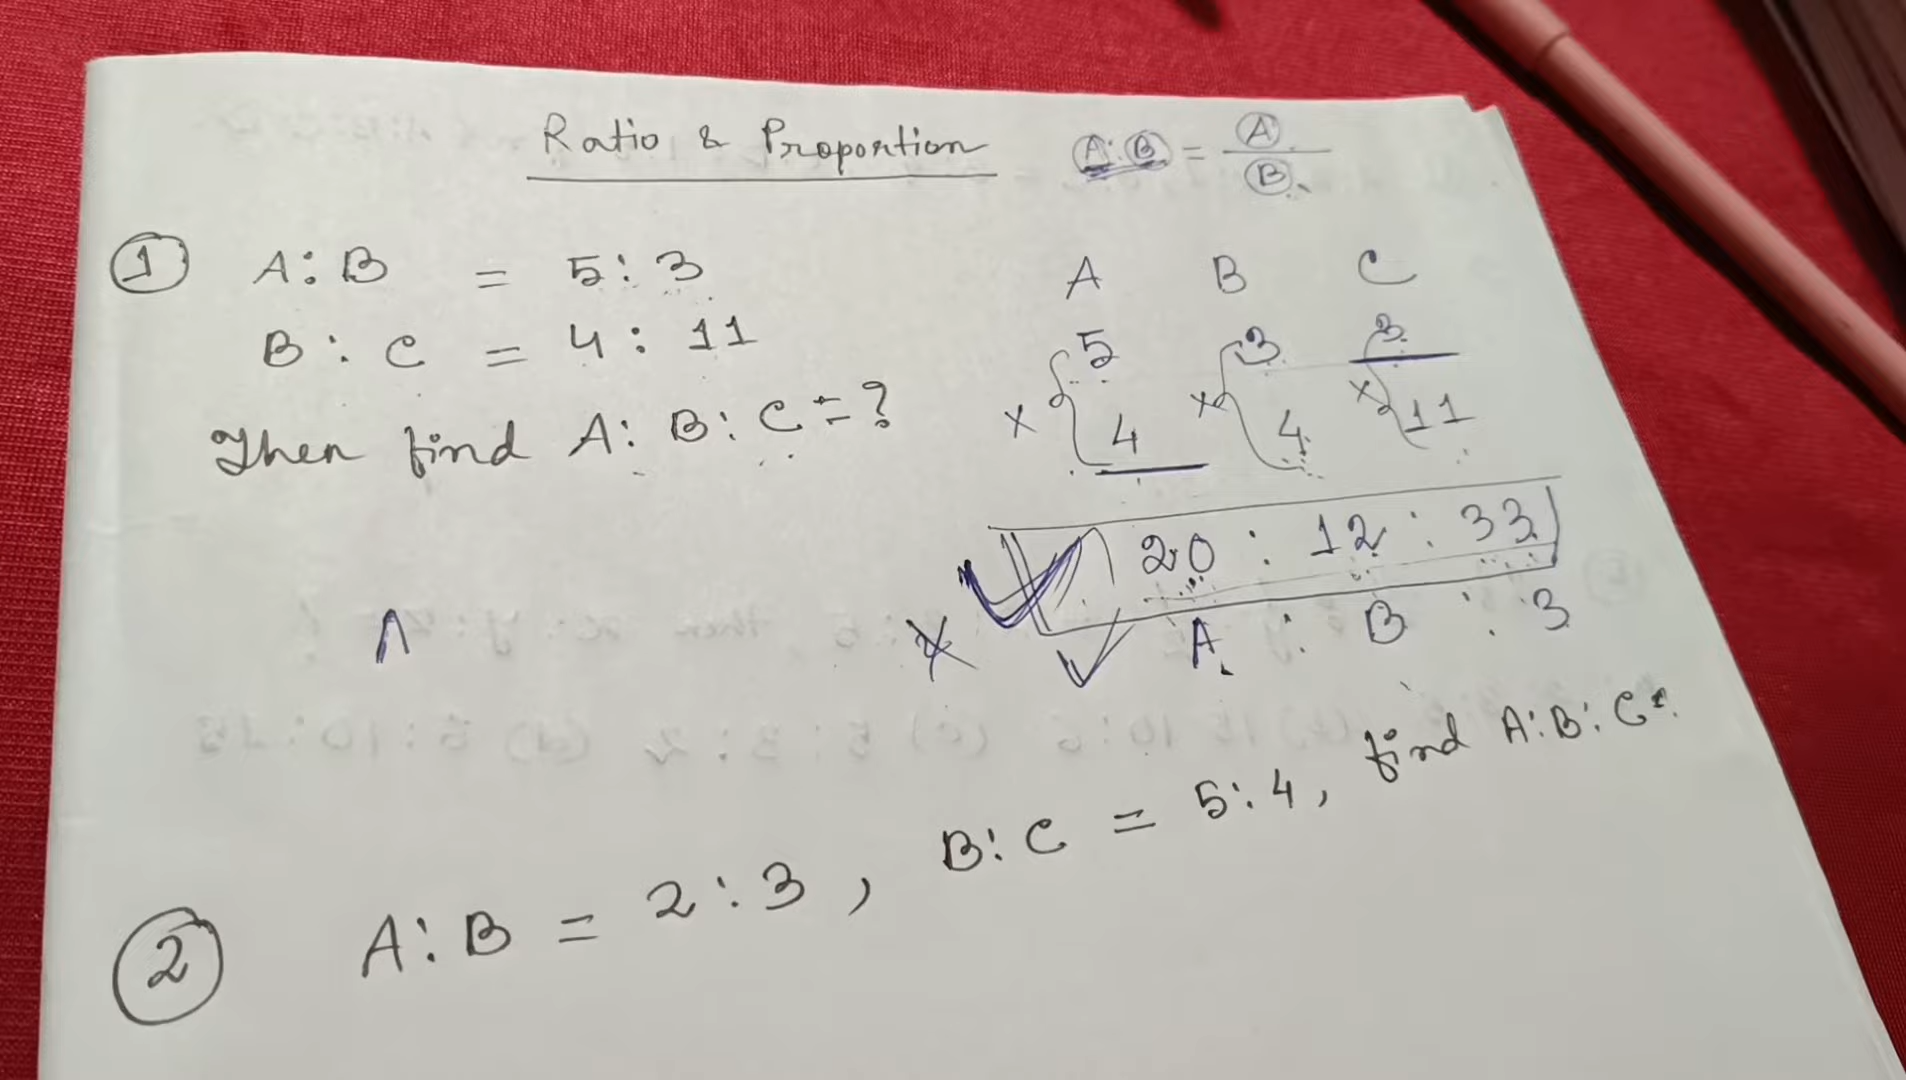 Ratio & Proportion
A:B = A
B
1 A:B = 5:3
B:C = 4:11
Then find A:B:C=?
A B C
5 3 3
x 4 x 4 x 11
20 : 12 : 33
A : B : 3
2 A:B = 2:3, B:C = 5:4, find A:B:C